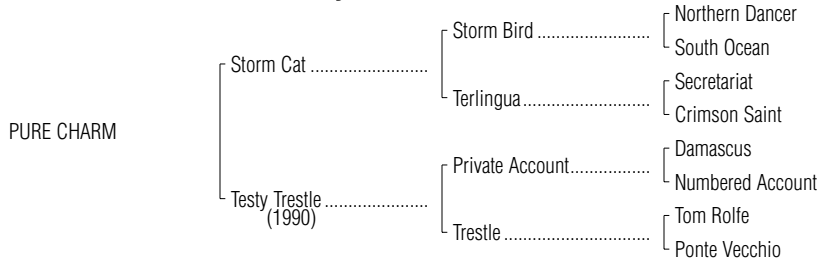 Northern Dancer
Storm Bird ........................
South Ocean
Storm Cat .........................
Secretariat
Terlingua...........................
Crimson Saint
PURE CHARM
Damascus
Private Account.................
Numbered Account
Testy Trestle ......................
(1990)
Tom Rolfe
Trestle ...............................
Ponte Vecchio